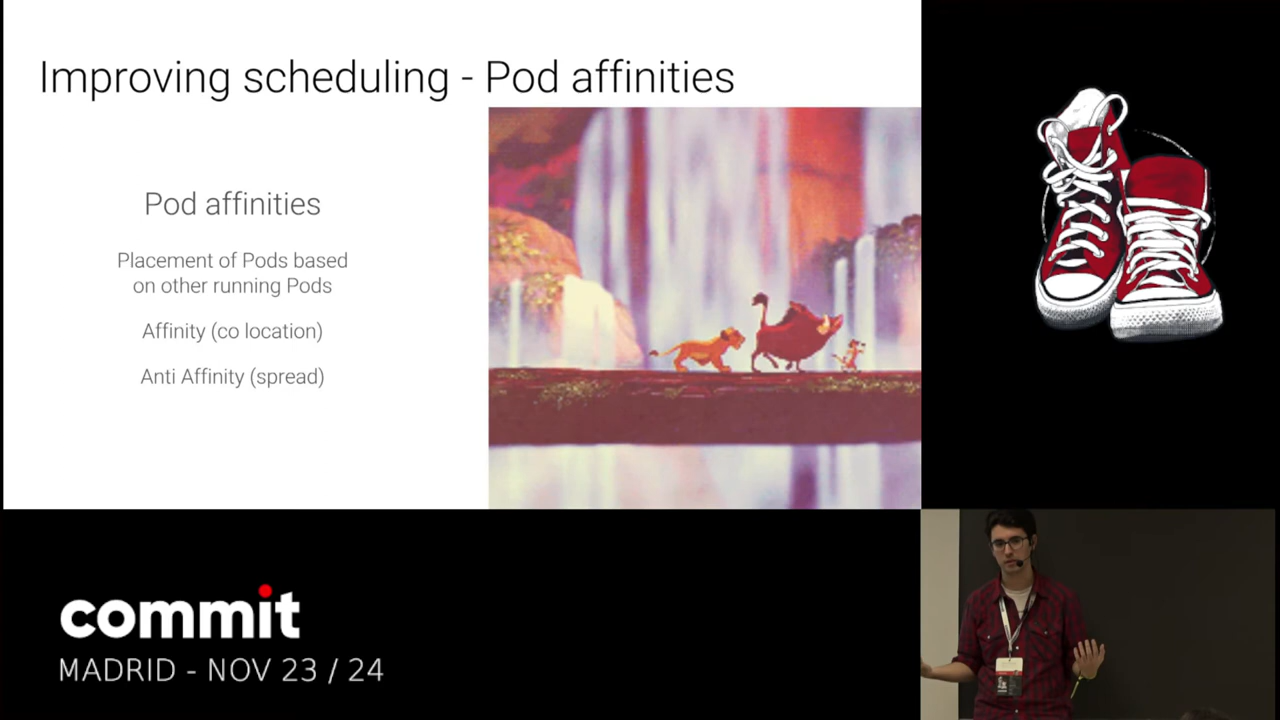 Improving scheduling - Pod affinities
Pod affinities
Placement of Pods based
on other running Pods
Affinity (co location)
Anti Affinity (spread)
commit
MADRID - NOV 23 / 24